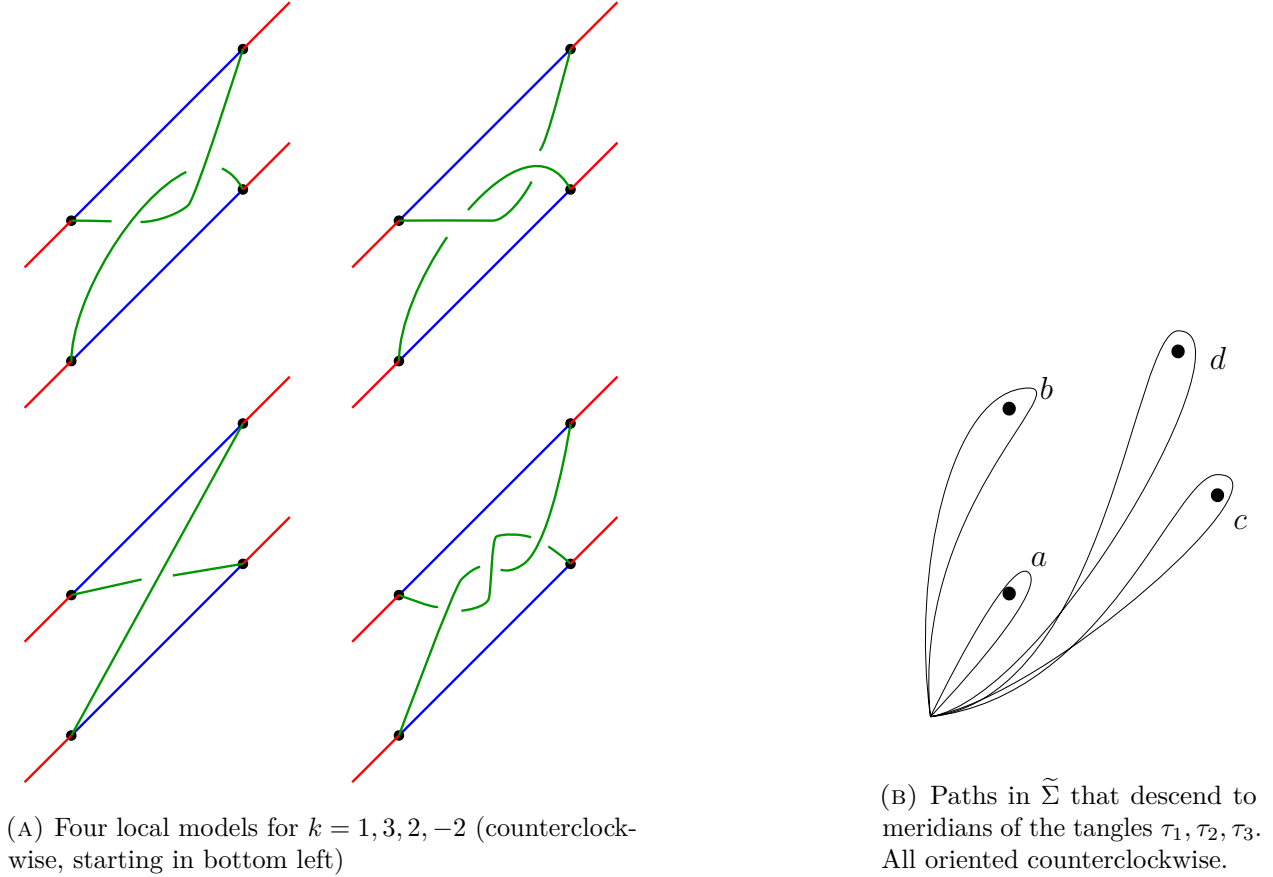 b
d
a
c
(A) Four local models for k = 1, 3, 2, −2 (counterclock-
wise, starting in bottom left)
(B) Paths in Σ̃ that descend to
meridians of the tangles τ₁, τ₂, τ₃.
All oriented counterclockwise.